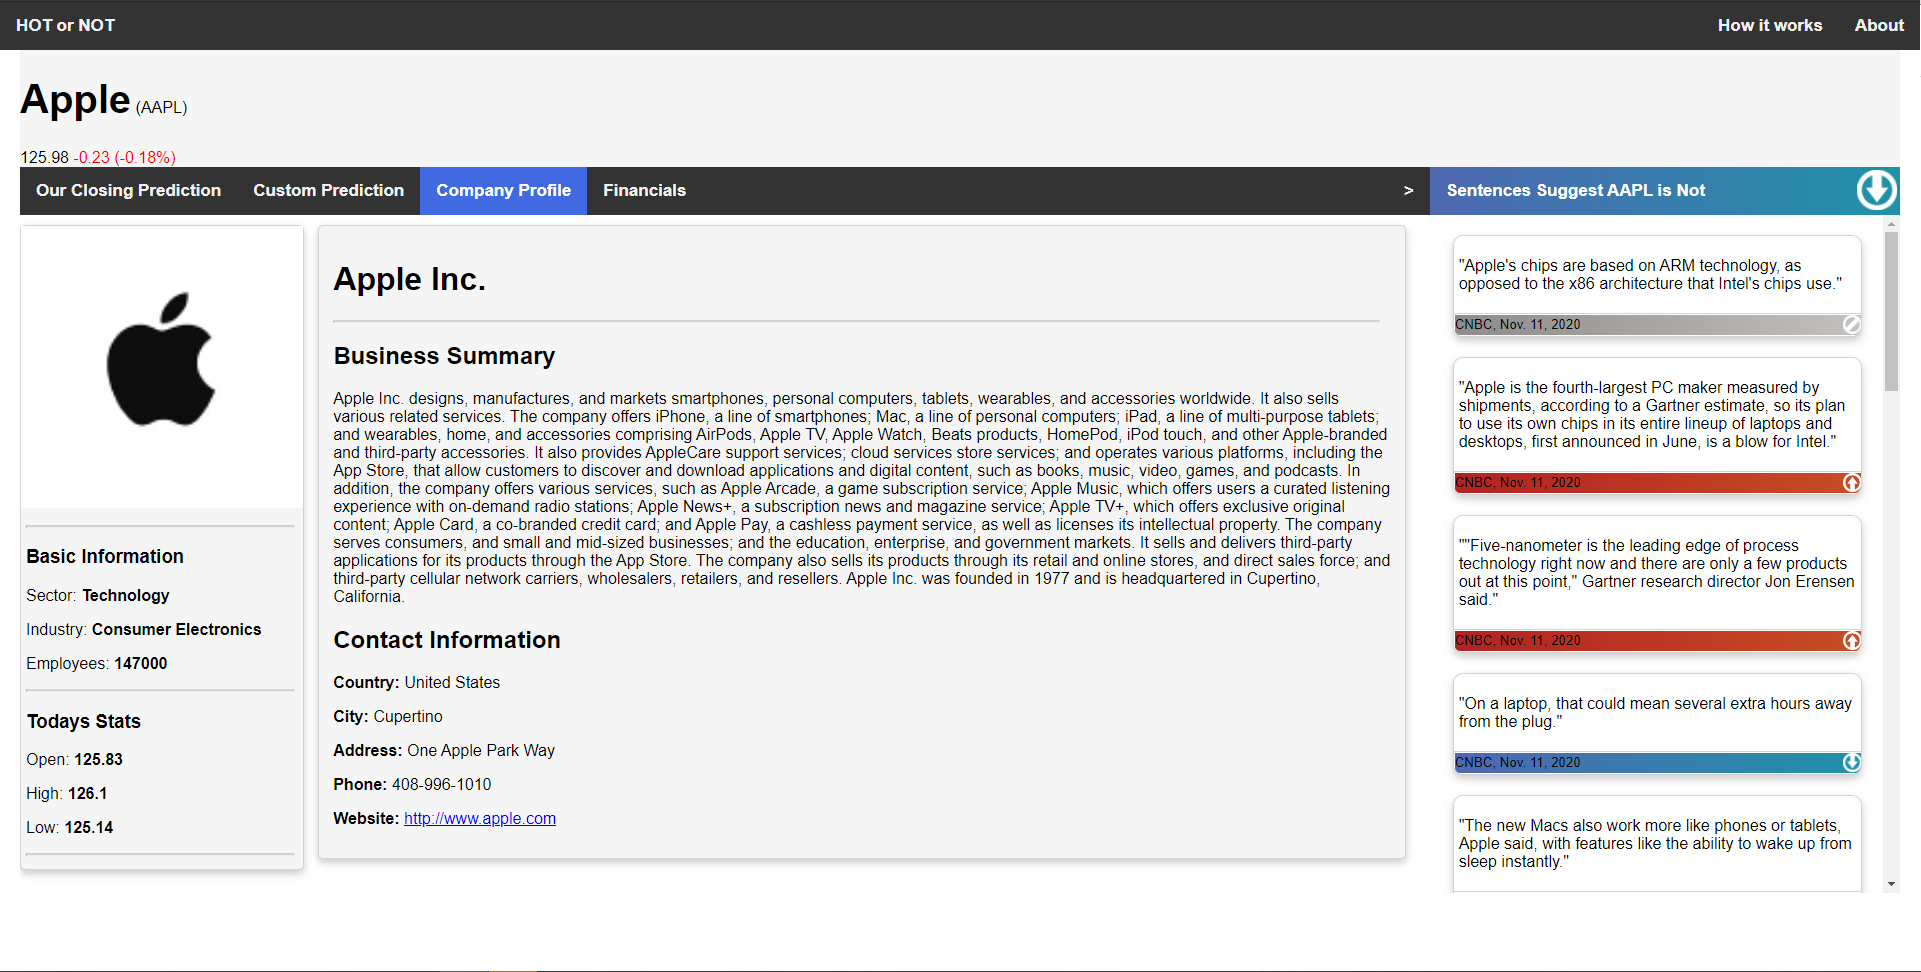 HOT or NOT
How it works
About
Apple (AAPL)
125.98 -0.23 (-0.18%)
Our Closing Prediction
Custom Prediction
Company Profile
Financials
>
Sentences Suggest AAPL is Not
Basic Information
Sector: Technology
Industry: Consumer Electronics
Employees: 147000
Todays Stats
Open: 125.83
High: 126.1
Low: 125.14
Apple Inc.
Business Summary
Apple Inc. designs, manufactures, and markets smartphones, personal computers, tablets, wearables, and accessories worldwide. It also sells
various related services. The company offers iPhone, a line of smartphones; Mac, a line of personal computers; iPad, a line of multi-purpose tablets;
and wearables, home, and accessories comprising AirPods, Apple TV, Apple Watch, Beats products, HomePod, iPod touch, and other Apple-branded
and third-party accessories. It also provides AppleCare support services; cloud services store services; and operates various platforms, including the
App Store, that allow customers to discover and download applications and digital content, such as books, music, video, games, and podcasts. In
addition, the company offers various services, such as Apple Arcade, a game subscription service; Apple Music, which offers users a curated listening
experience with on-demand radio stations; Apple News+, a subscription news and magazine service; Apple TV+, which offers exclusive original
content; Apple Card, a co-branded credit card; and Apple Pay, a cashless payment service, as well as licenses its intellectual property. The company
serves consumers, and small and mid-sized businesses; and the education, enterprise, and government markets. It sells and delivers third-party
applications for its products through the App Store. The company also sells its products through its retail and online stores, and direct sales force; and
third-party cellular network carriers, wholesalers, retailers, and resellers. Apple Inc. was founded in 1977 and is headquartered in Cupertino,
California.
Contact Information
Country: United States
City: Cupertino
Address: One Apple Park Way
Phone: 408-996-1010
Website: http://www.apple.com
"Apple's chips are based on ARM technology, as
opposed to the x86 architecture that Intel's chips use."
CNBC, Nov. 11, 2020
"Apple is the fourth-largest PC maker measured by
shipments, according to a Gartner estimate, so its plan
to use its own chips in its entire lineup of laptops and
desktops, first announced in June, is a blow for Intel."
CNBC, Nov. 11, 2020
""Five-nanometer is the leading edge of process
technology right now and there are only a few products
out at this point," Gartner research director Jon Erensen
said."
CNBC, Nov. 11, 2020
"On a laptop, that could mean several extra hours away
from the plug."
CNBC, Nov. 11, 2020
"The new Macs also work more like phones or tablets,
Apple said, with features like the ability to wake up from
sleep instantly."